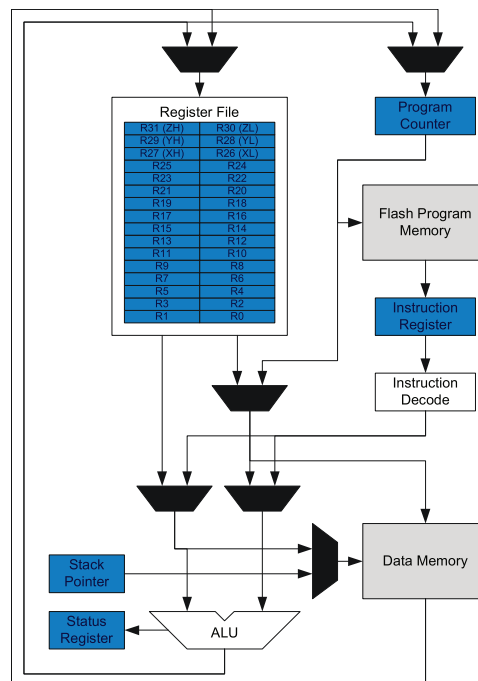 Register File
R31 (ZH) R30 (ZL)
R29 (YH) R28 (YL)
R27 (XH) R26 (XL)
R25 R24
R23 R22
R21 R20
R19 R18
R17 R16
R15 R14
R13 R12
R11 R10
R9 R8
R7 R6
R5 R4
R3 R2
R1 R0
Program
Counter
Flash Program
Memory
Instruction
Register
Instruction
Decode
Stack
Pointer
Data Memory
Status
Register
ALU